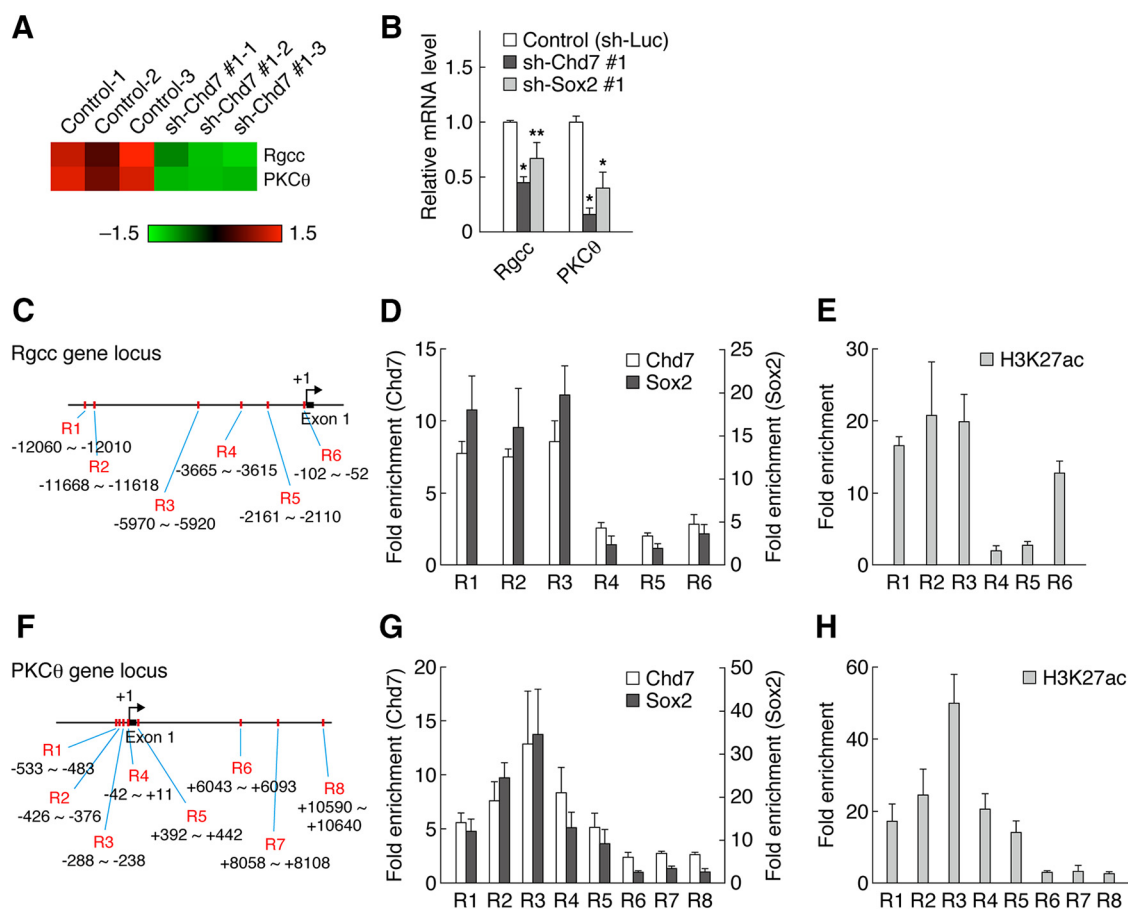 A
Control-1
Control-2
Control-3
sh-Chd7 #1-1
sh-Chd7 #1-2
sh-Chd7 #1-3
Rgcc
PKCθ
−1.5
1.5
B
Control (sh-Luc)
sh-Chd7 #1
sh-Sox2 #1
Relative mRNA level
1.5
1.0
0.5
0
*
**
*
*
Rgcc
PKCθ
C
Rgcc gene locus
+1
Exon 1
R1
-12060 ~ -12010
R2
-11668 ~ -11618
R3
-5970 ~ -5920
R4
-3665 ~ -3615
R5
-2161 ~ -2110
R6
-102 ~ -52
D
Fold enrichment (Chd7)
15
10
5
0
Chd7
Sox2
25
20
15
10
5
0
Fold enrichment (Sox2)
R1 R2 R3 R4 R5 R6
E
Fold enrichment
30
20
10
0
H3K27ac
R1 R2 R3 R4 R5 R6
F
PKCθ gene locus
+1
Exon 1
R1
-533 ~ -483
R2
-426 ~ -376
R3
-288 ~ -238
R4
-42 ~ +11
R5
+392 ~ +442
R6
+6043 ~ +6093
R7
+8058 ~ +8108
R8
+10590 ~
+10640
G
Fold enrichment (Chd7)
20
15
10
5
0
Chd7
Sox2
50
40
30
20
10
0
Fold enrichment (Sox2)
R1 R2 R3 R4 R5 R6 R7 R8
H
Fold enrichment
60
40
20
0
H3K27ac
R1 R2 R3 R4 R5 R6 R7 R8